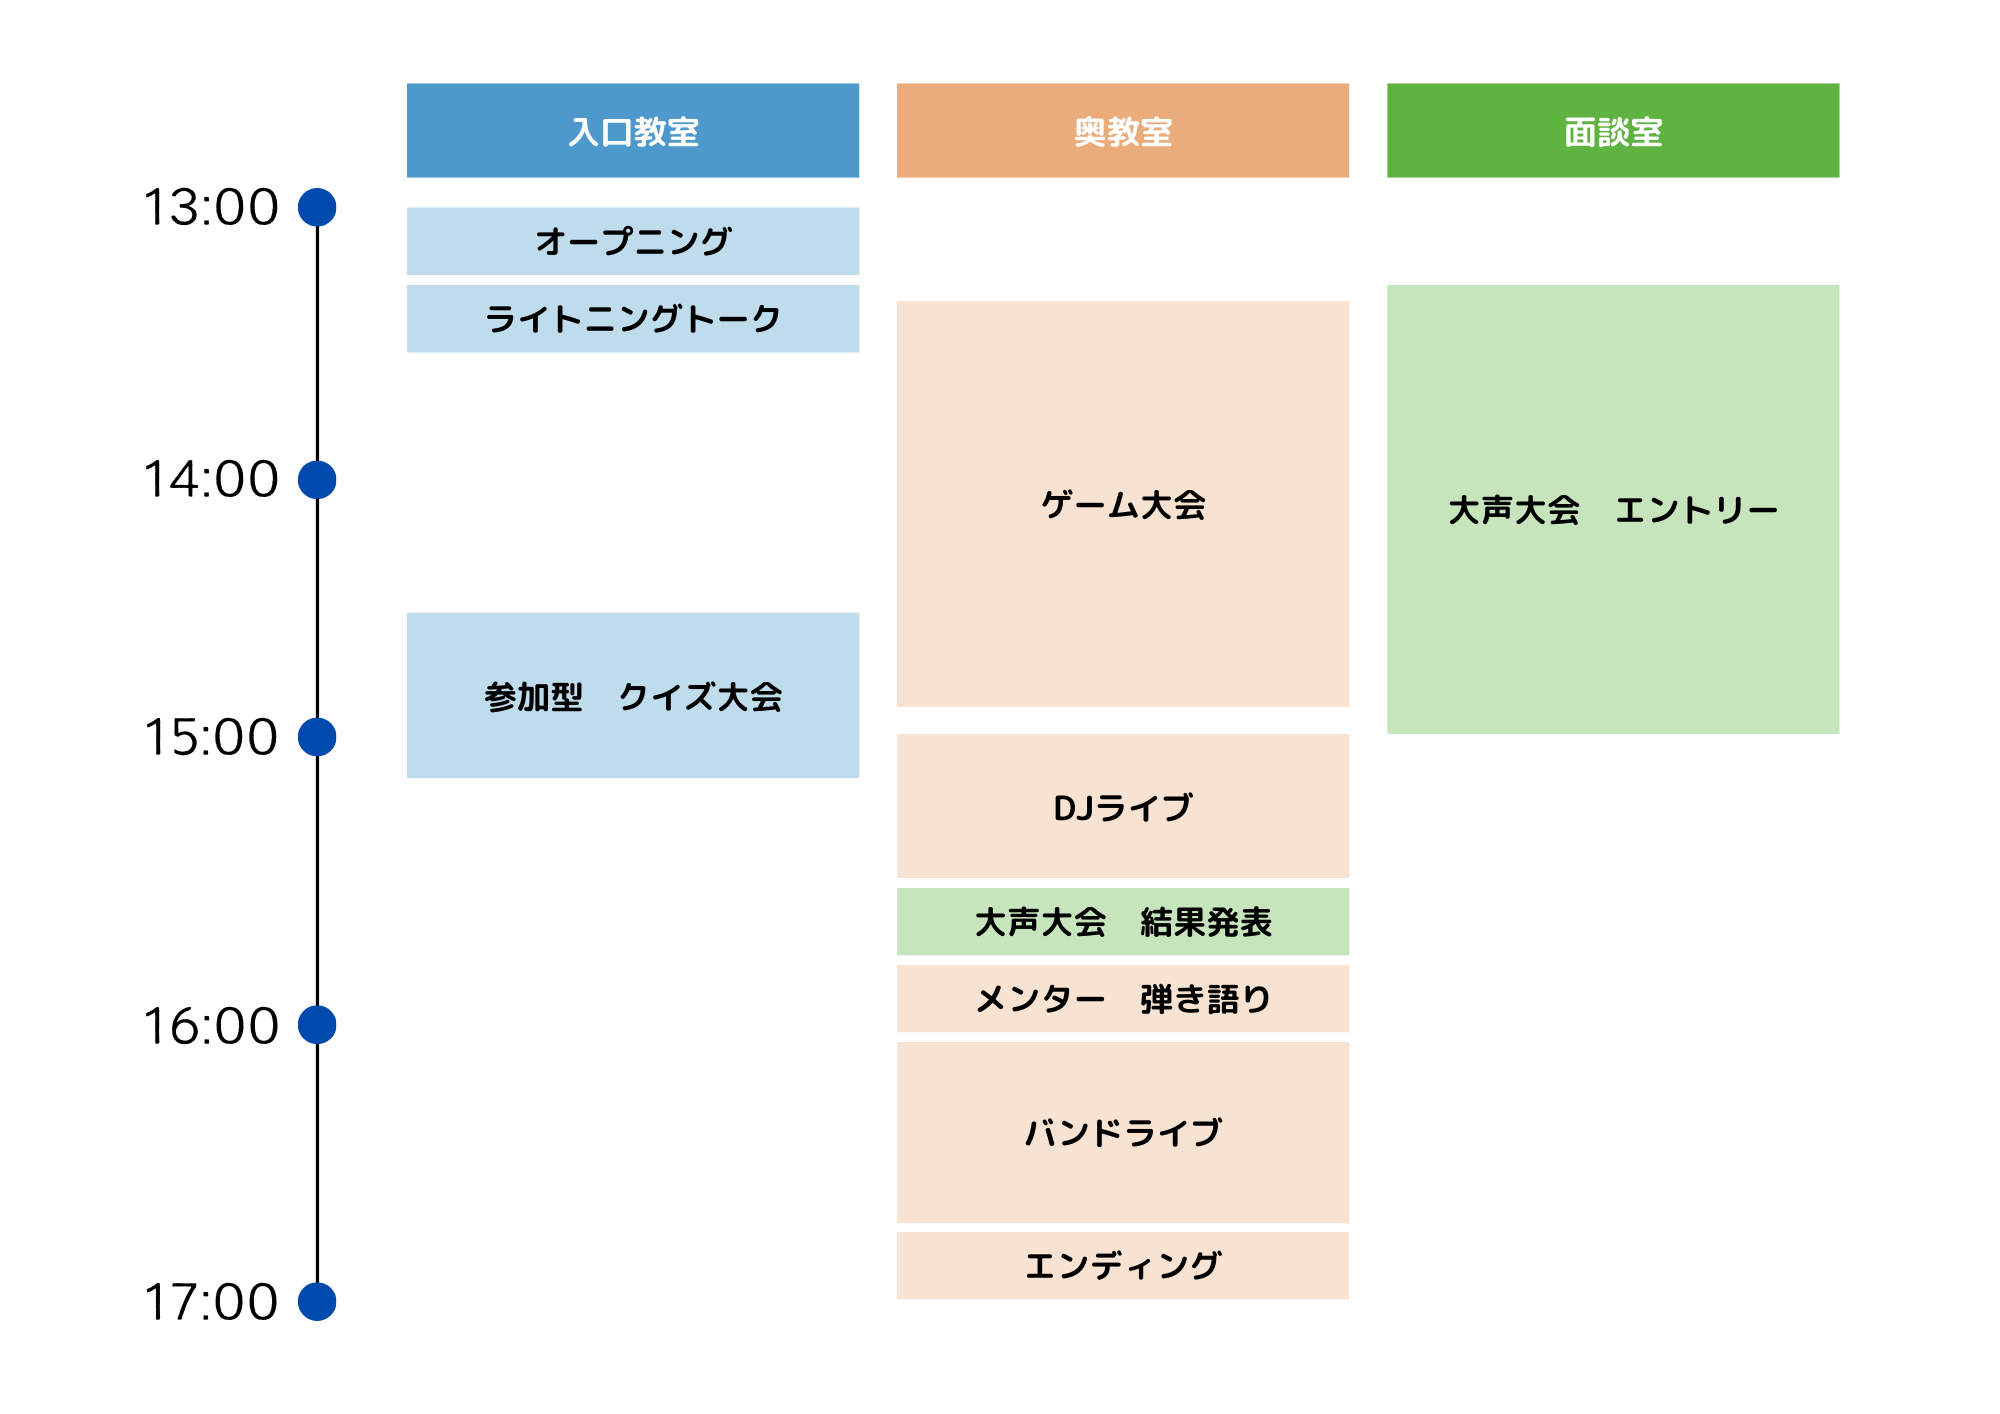 入口教室
奥教室
面談室
13:00
オープニング
ライトニングトーク
14:00
ゲーム大会
大声大会　エントリー
参加型　クイズ大会
15:00
DJライブ
大声大会　結果発表
メンター　弾き語り
16:00
バンドライブ
エンディング
17:00